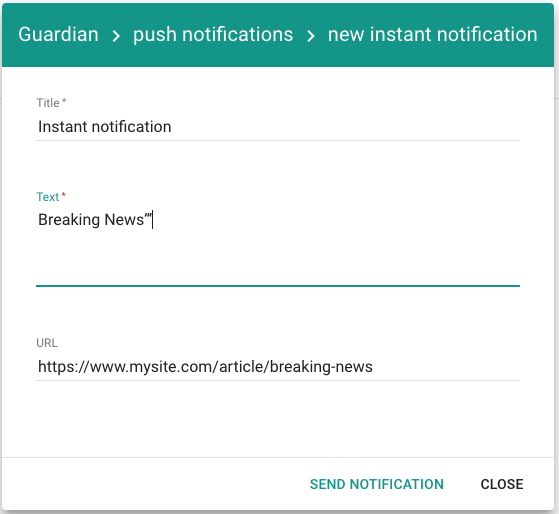 Guardian > push notifications > new instant notification
Title *
Instant notification
Text *
Breaking News”’
URL
https://www.mysite.com/article/breaking-news
SEND NOTIFICATION CLOSE